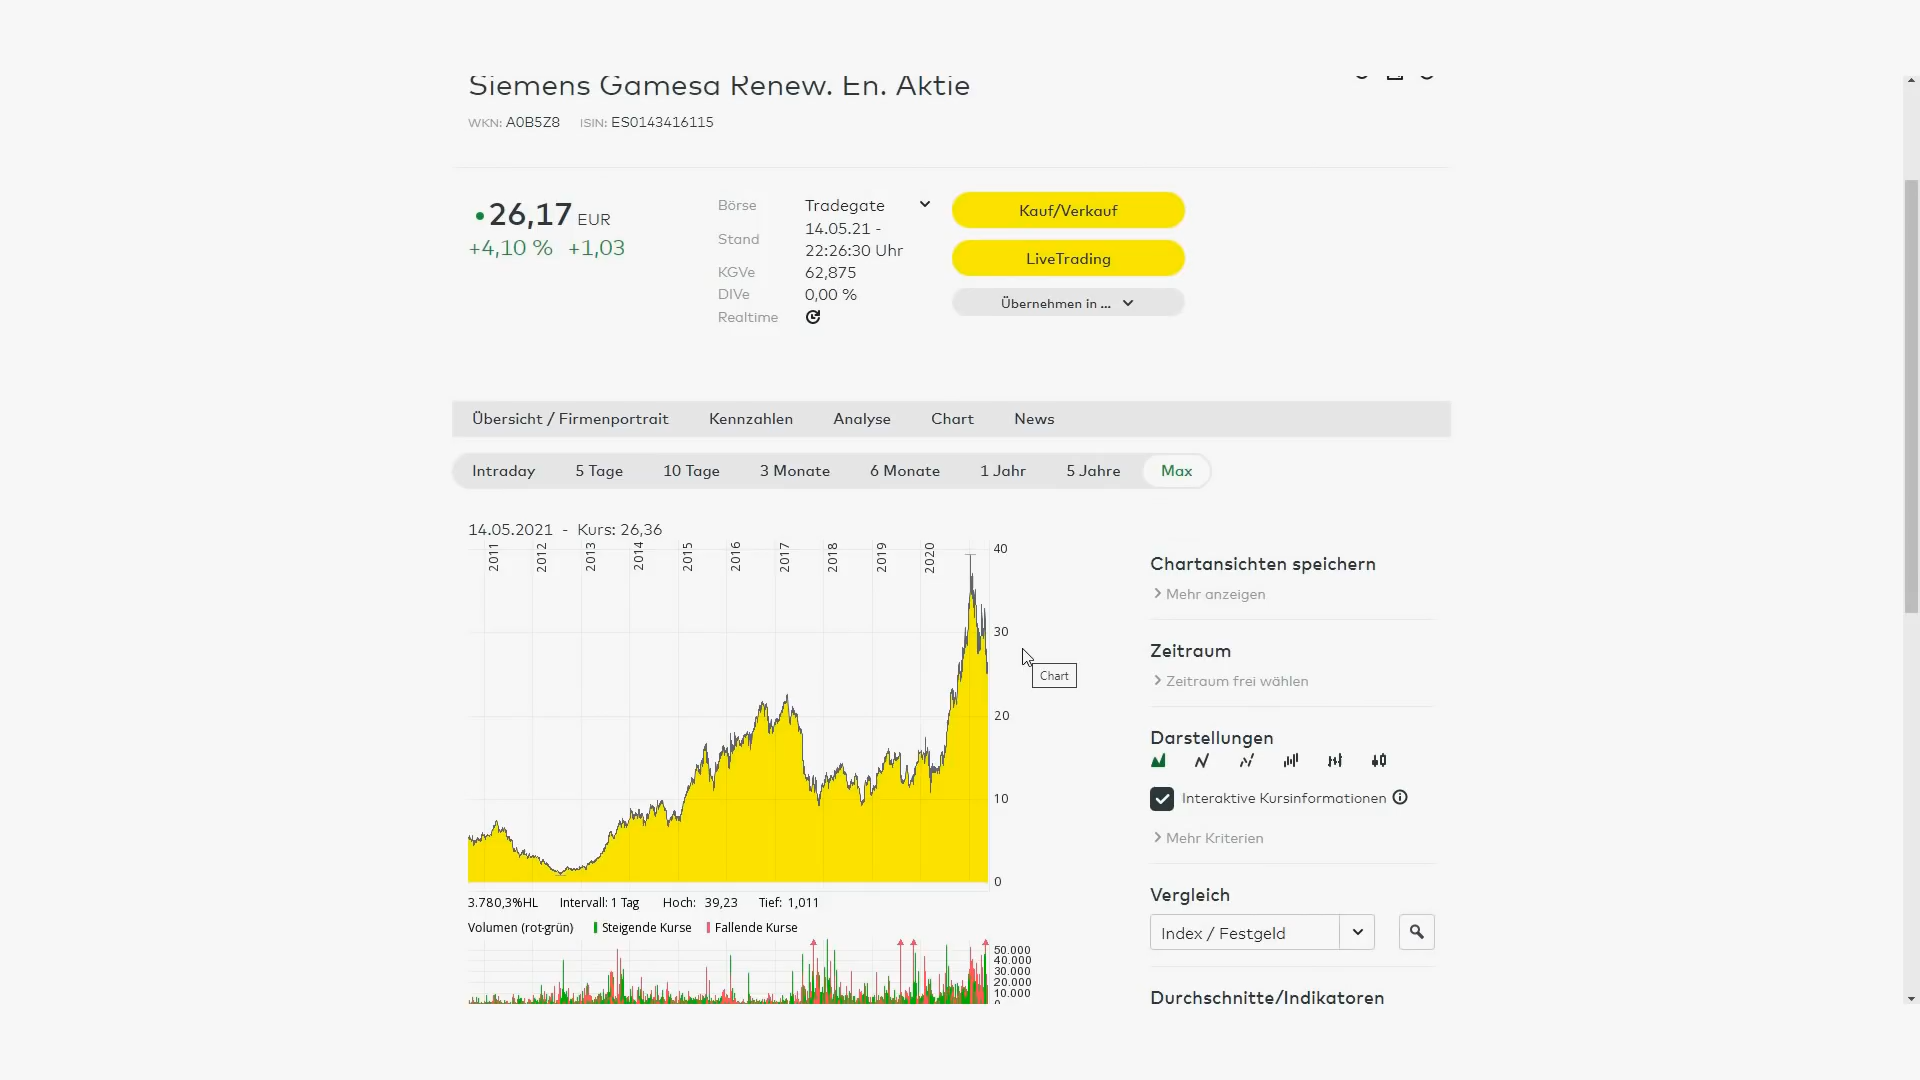 Siemens Gamesa Renew. En. Aktie
WKN: A0B5Z8 ISIN: ES0143416115
26,17 EUR
+4,10 % +1,03
Börse Tradegate
Stand 14.05.21 -
22:26:30 Uhr
KGVe 62,875
DIVe 0,00 %
Realtime
Kauf/Verkauf
LiveTrading
Übernehmen in ...
Übersicht / Firmenportrait Kennzahlen Analyse Chart News
Intraday 5 Tage 10 Tage 3 Monate 6 Monate 1 Jahr 5 Jahre Max
14.05.2021 - Kurs: 26,36
2011 2012 2013 2014 2015 2016 2017 2018 2019 2020
40
30
20
10
0
Chart
3.780,3%HL Intervall: 1 Tag Hoch: 39,23 Tief: 1,011
Volumen (rot-grün) Steigende Kurse Fallende Kurse
50.000
40.000
30.000
20.000
10.000
0
Chartansichten speichern
Mehr anzeigen
Zeitraum
Zeitraum frei wählen
Darstellungen
Interaktive Kursinformationen
Mehr Kriterien
Vergleich
Index / Festgeld
Durchschnitte/Indikatoren